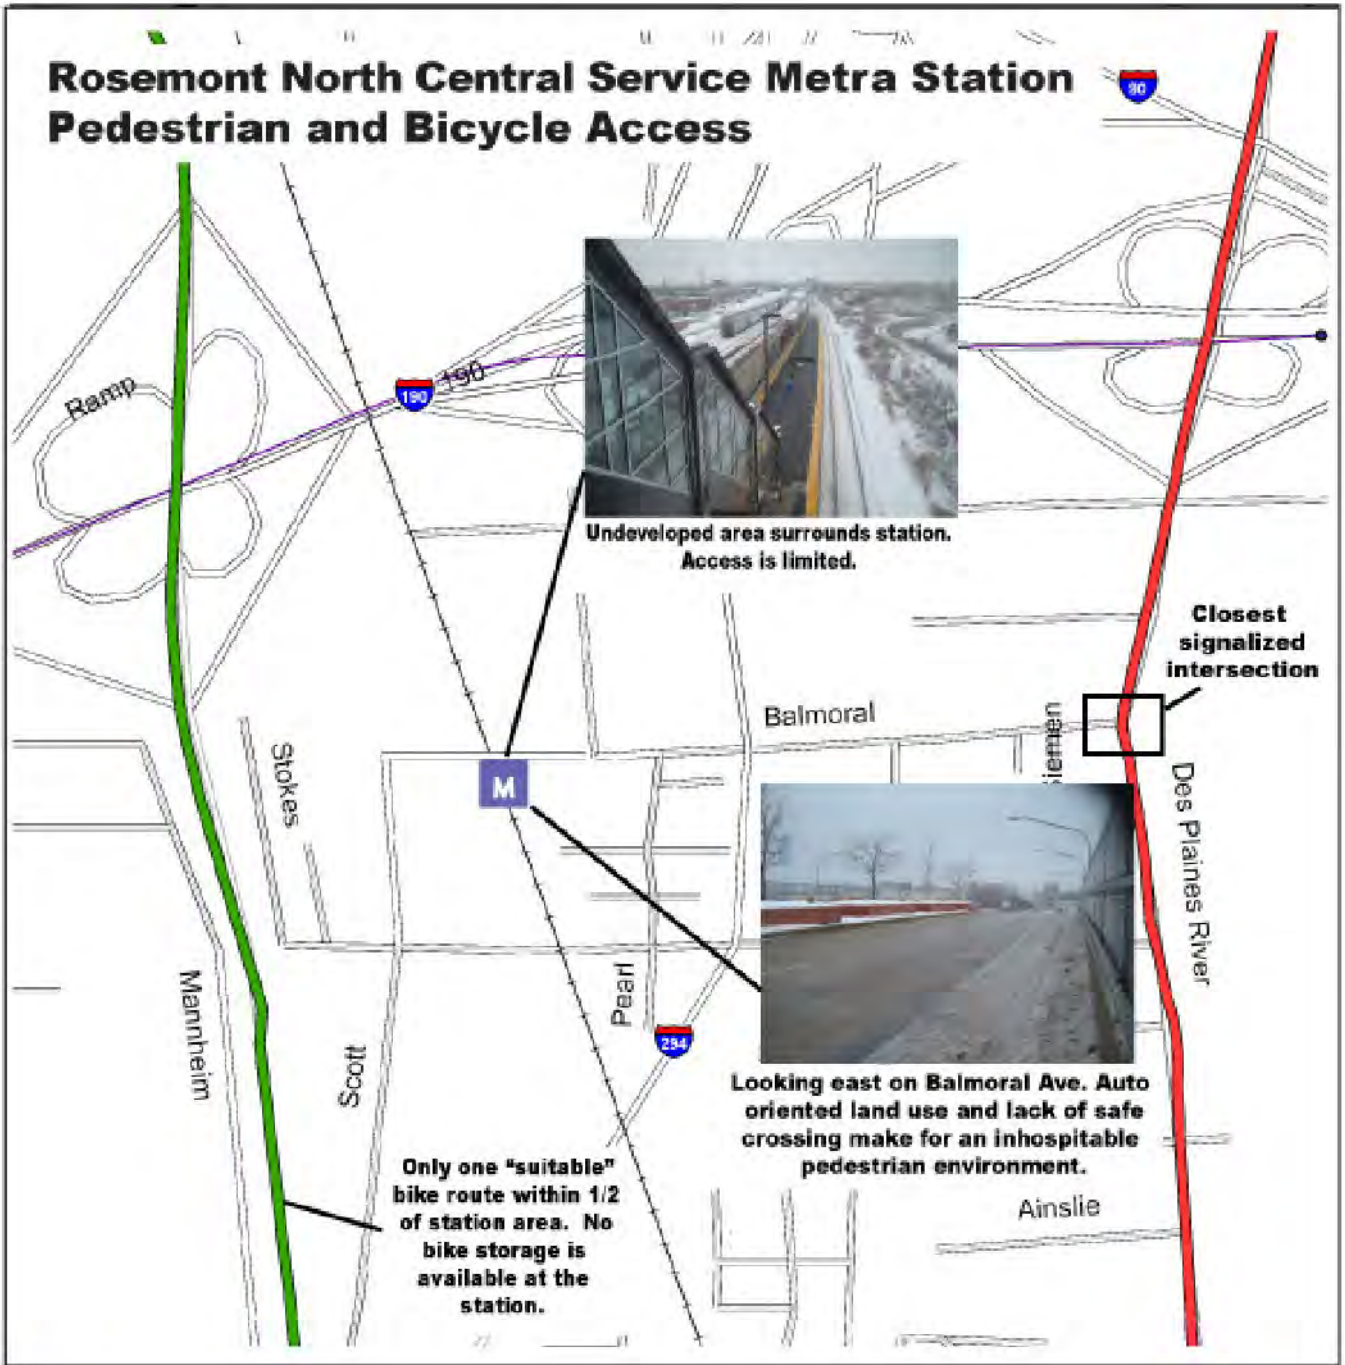 Rosemont North Central Service Metra Station
Pedestrian and Bicycle Access
90
Ramp
190
190
Undeveloped area surrounds station.
Access is limited.
Closest
signalized
intersection
Balmoral
Stokes
M
Des Plaines River
Mannheim
Scott
Pearl
294
Looking east on Balmoral Ave. Auto
oriented land use and lack of safe
crossing make for an inhospitable
pedestrian environment.
Only one “suitable”
bike route within 1/2
of station area.  No
bike storage is
available at the
station.
Ainslie